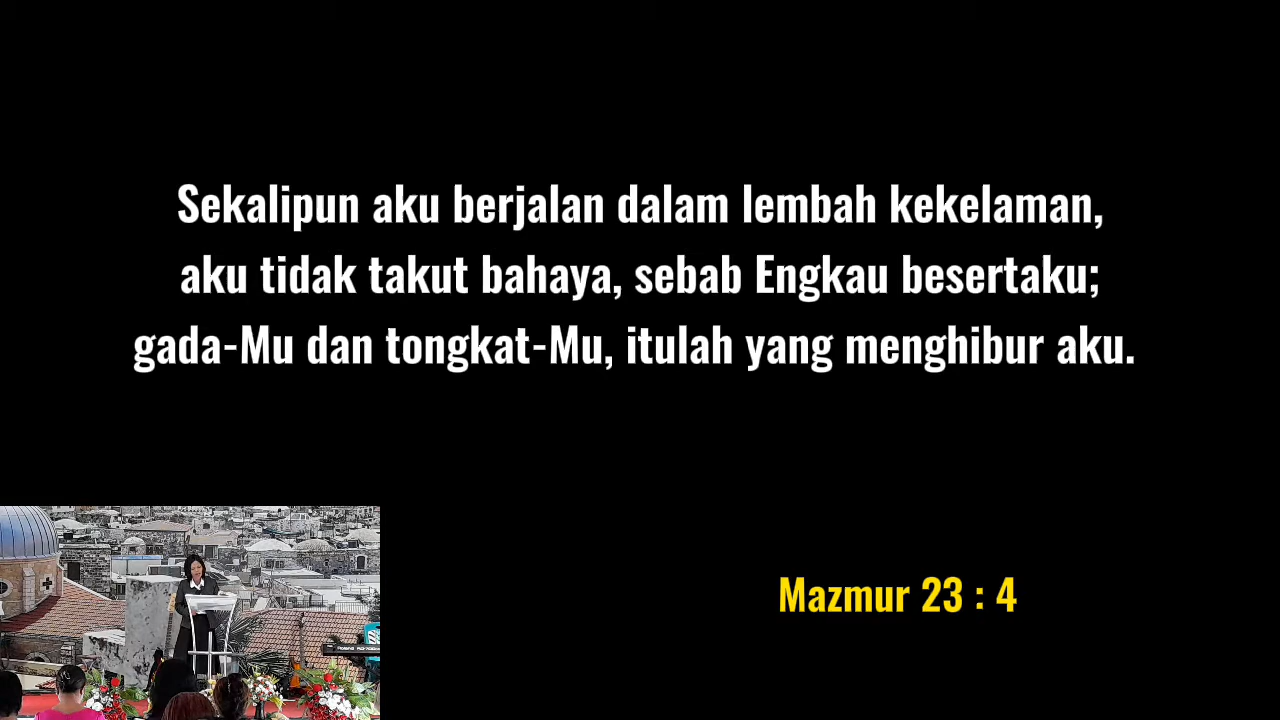 Sekalipun aku berjalan dalam lembah kekelaman,
aku tidak takut bahaya, sebab Engkau besertaku;
gada-Mu dan tongkat-Mu, itulah yang menghibur aku.
Mazmur 23 : 4
Roland